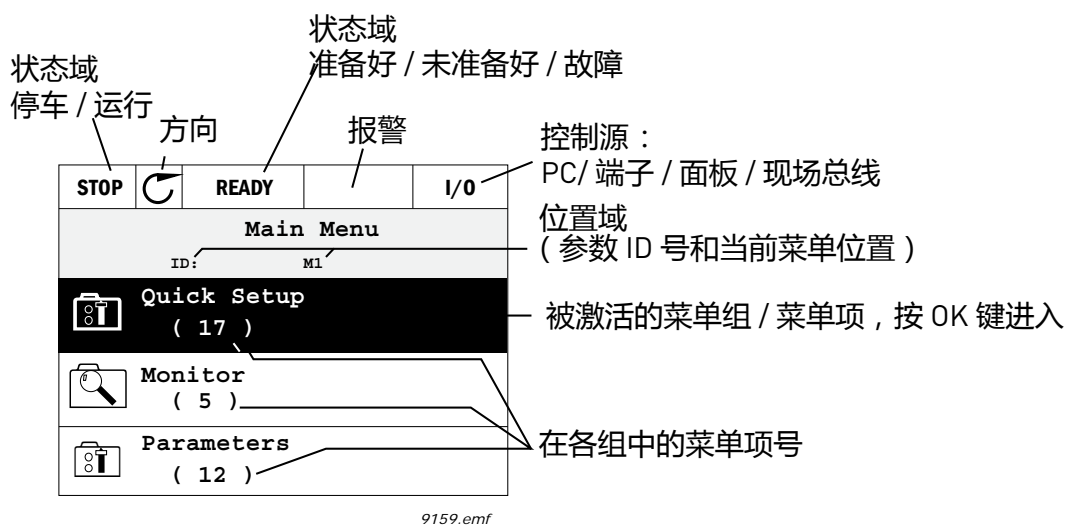 状态域
准备好 / 未准备好 / 故障
状态域
停车 / 运行
方向
报警
控制源：
PC/ 端子 / 面板 / 现场总线
STOP
READY
I/O
位置域
( 参数 ID 号和当前菜单位置 )
Main Menu
ID:
M1
Quick Setup
( 17 )
被激活的菜单组 / 菜单项 , 按 OK 键进入
Monitor
( 5 )
在各组中的菜单项号
Parameters
( 12 )
9159.emf